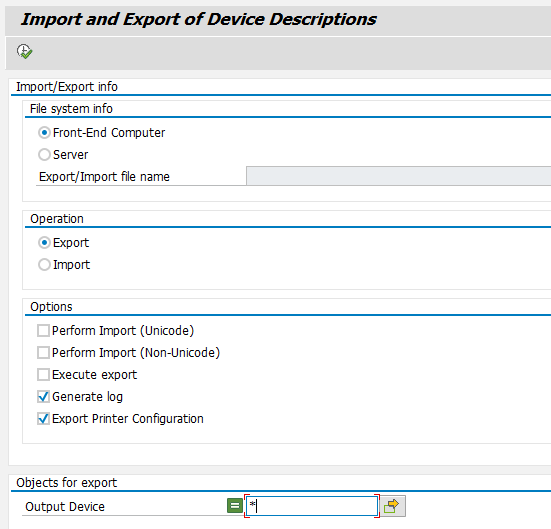 Import and Export of Device Descriptions
Import/Export info
File system info
Front-End Computer
Server
Export/Import file name
Operation
Export
Import
Options
Perform Import (Unicode)
Perform Import (Non-Unicode)
Execute export
Generate log
Export Printer Configuration
Objects for export
Output Device = *